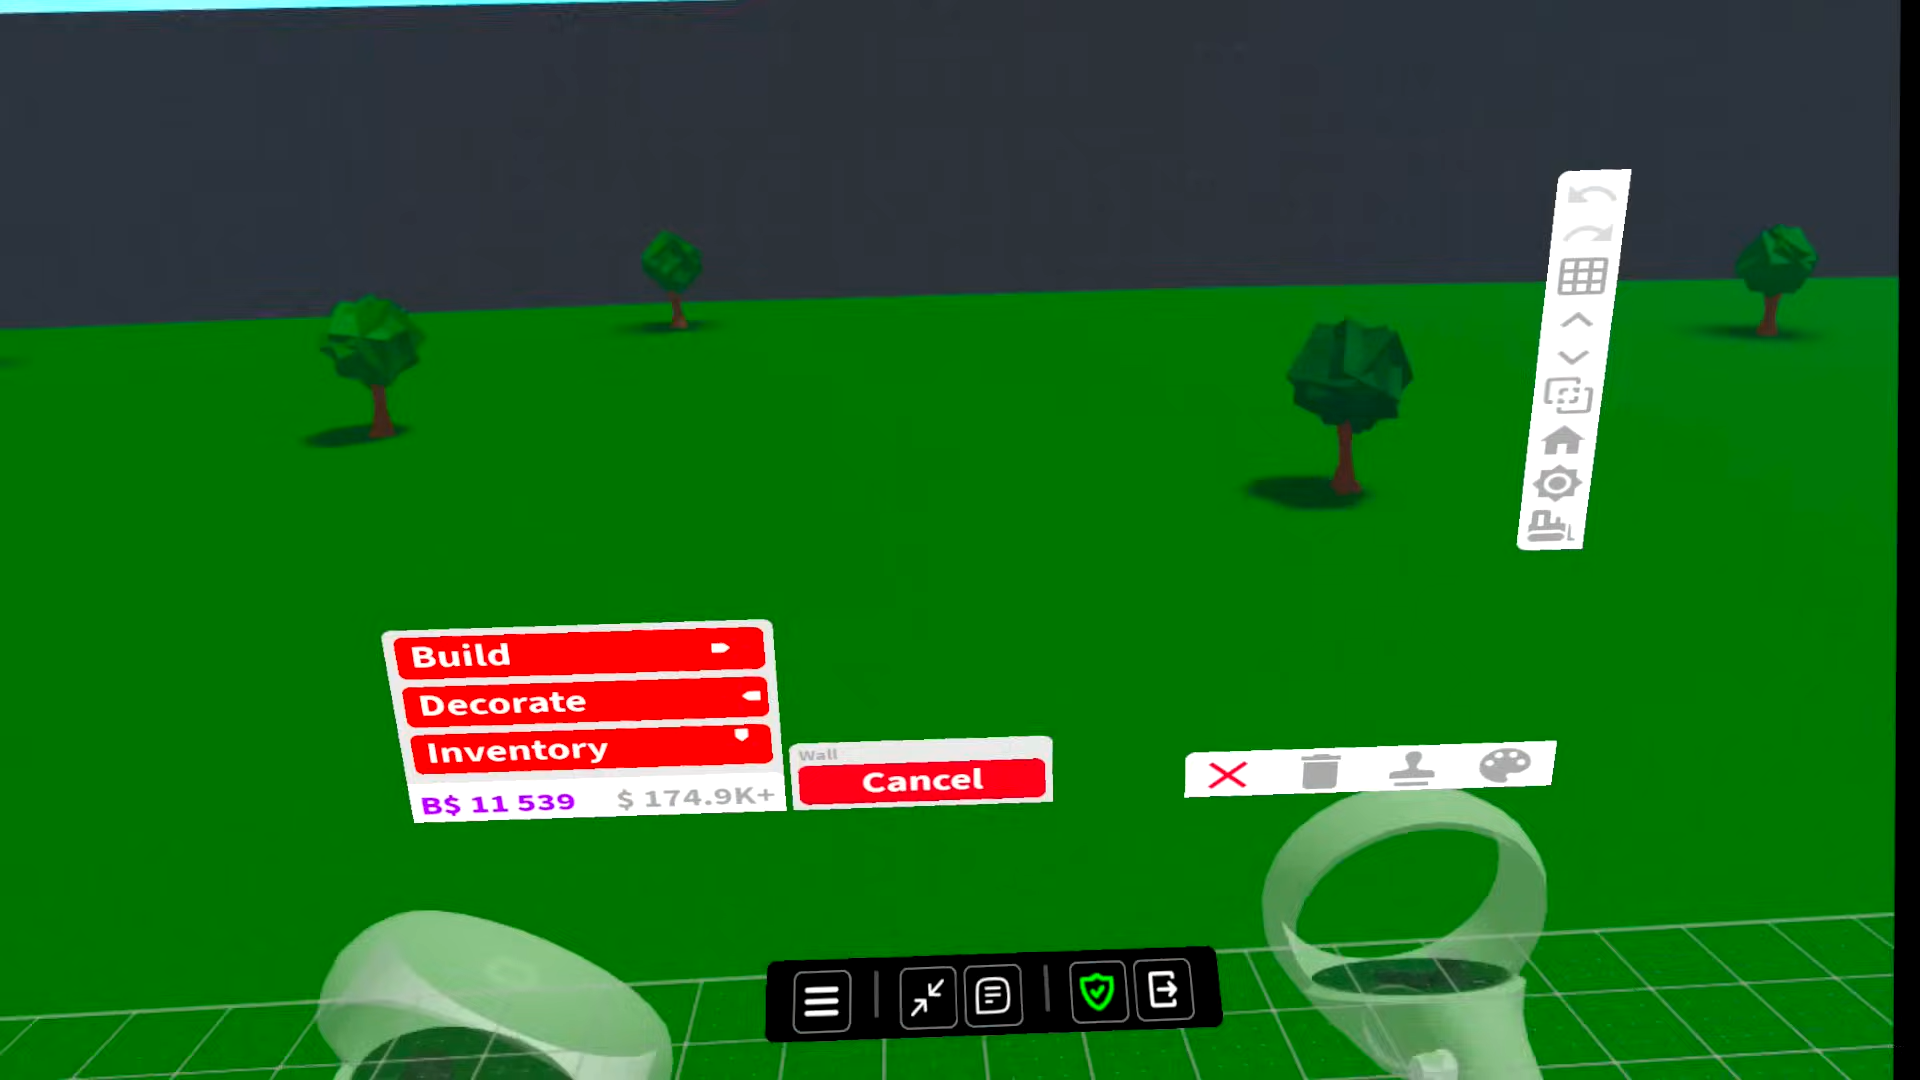 Build
Decorate
Inventory
B$ 11 539 $ 174.9K+
Wall
Cancel